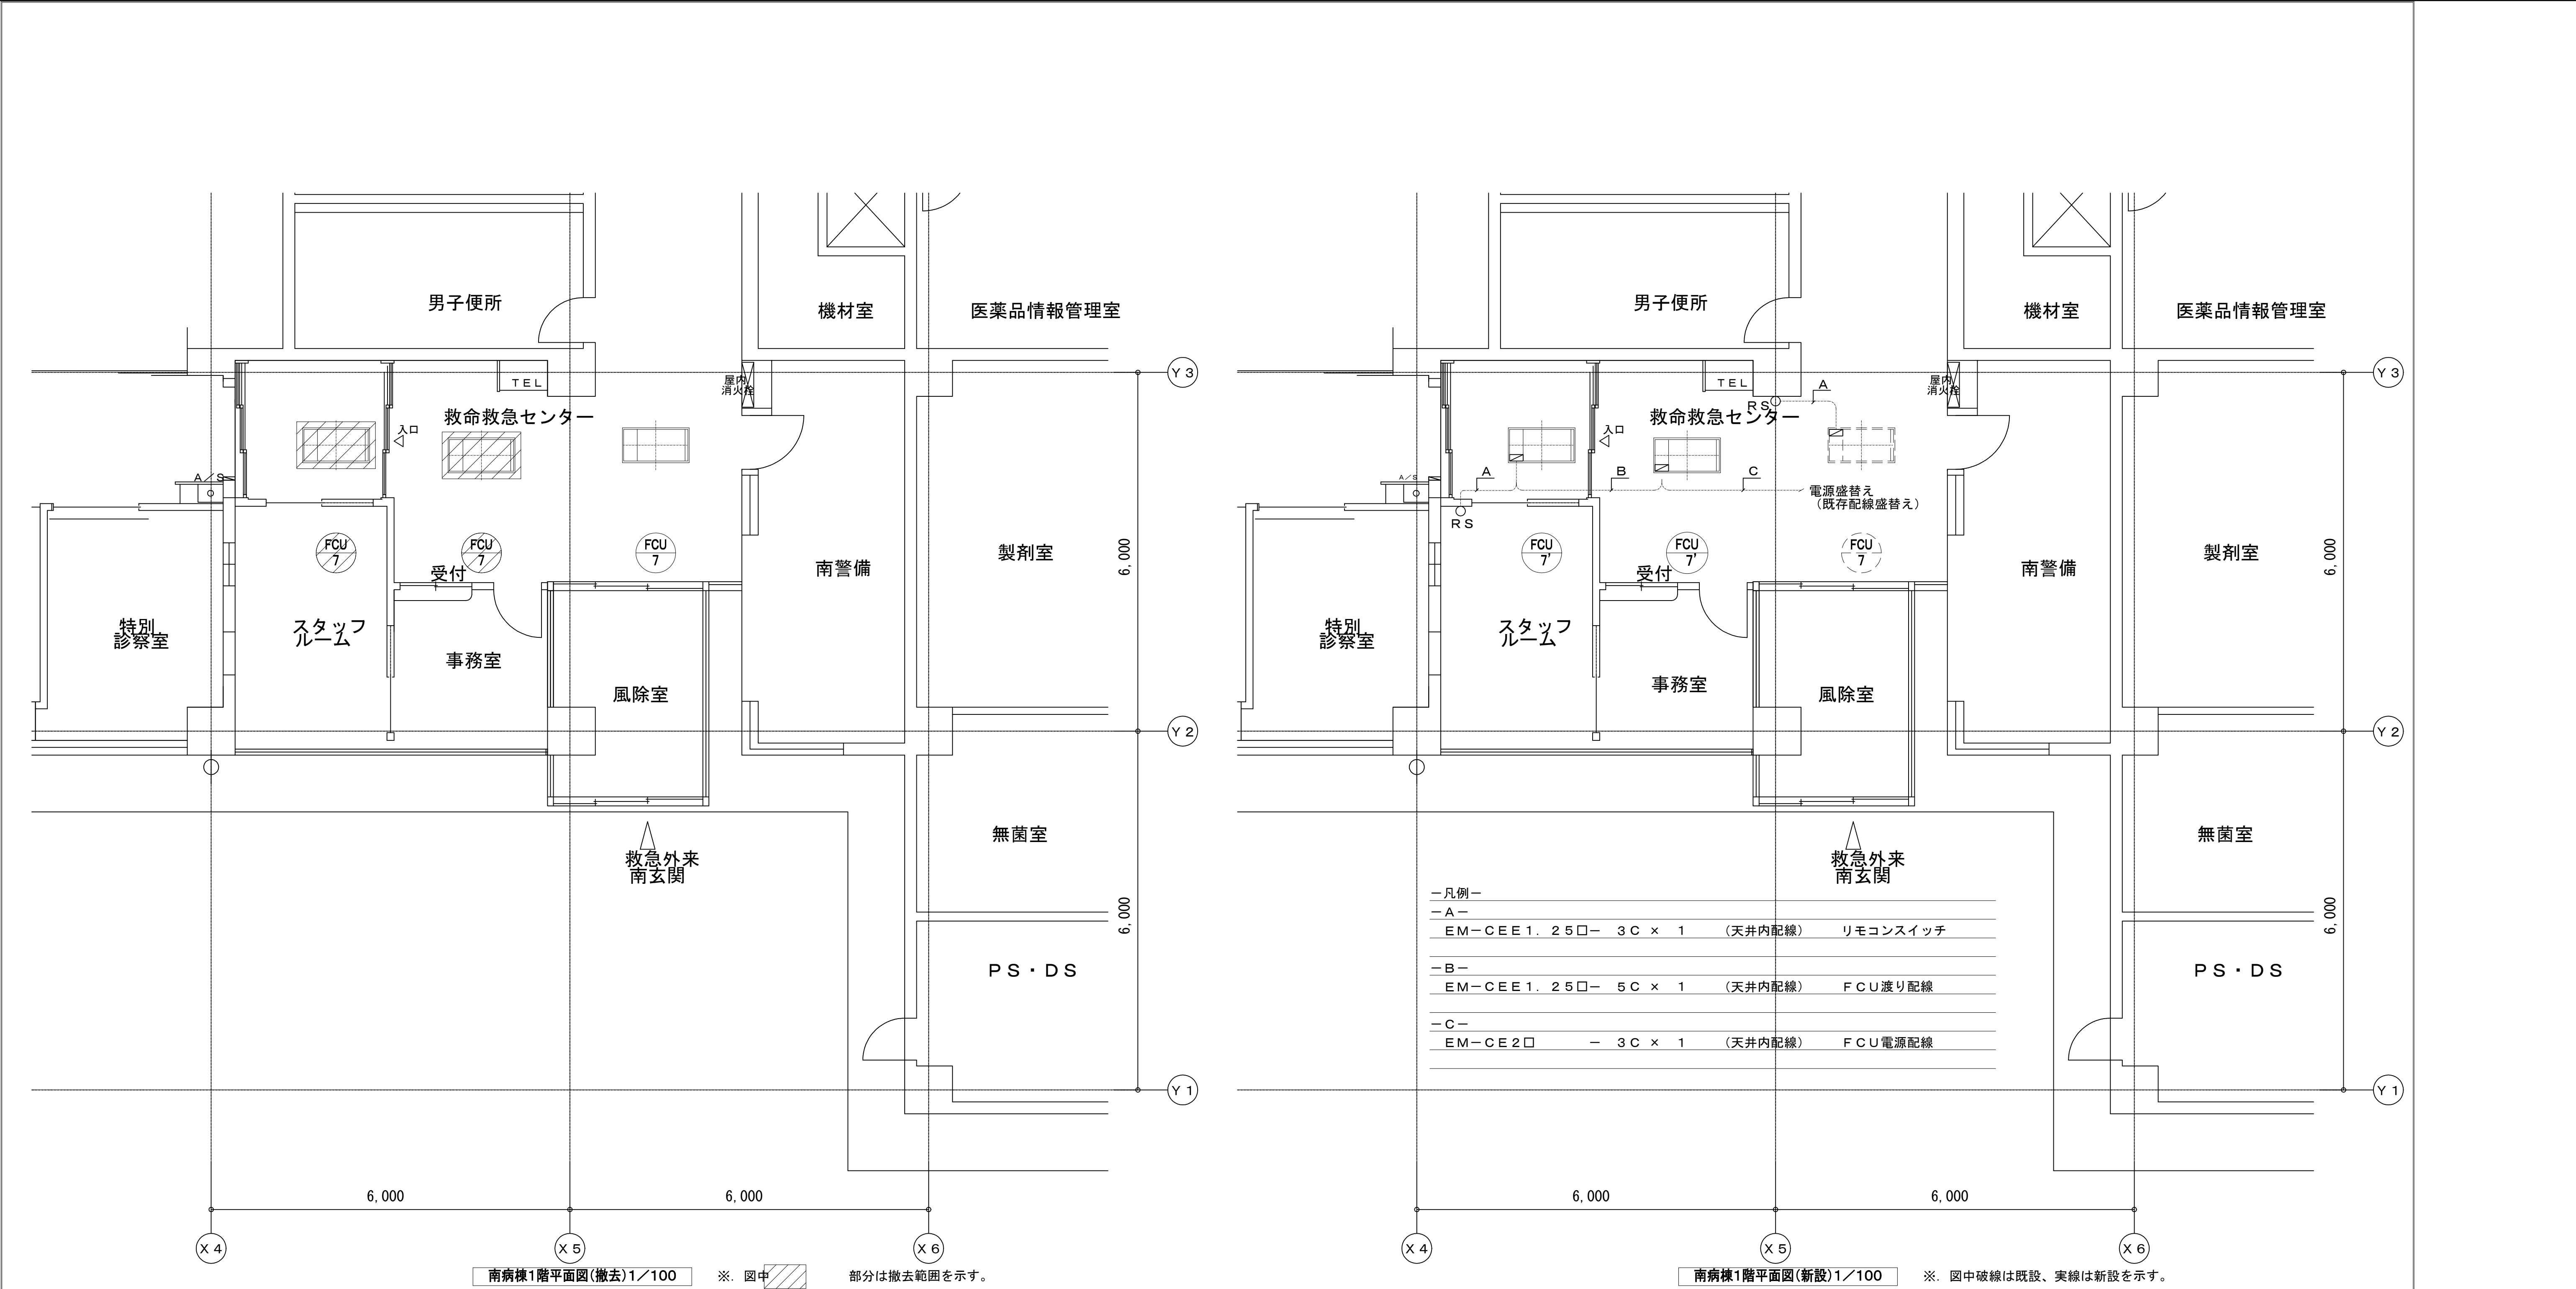 男子便所
機材室
医薬品情報管理室
TEL
屋内
消火栓
Y3
救命救急センター
入口
A/S
FCU
7
FCU
7
FCU
7
受付
南警備
製剤室
6,000
特別
診察室
スタッフ
ルーム
事務室
風除室
Y2
無菌室
救急外来
南玄関
6,000
PS・DS
Y1
6,000
6,000
X4
X5
X6
南病棟1階平面図(撤去)1/100
※. 図中
部分は撤去範囲を示す。
男子便所
機材室
医薬品情報管理室
TEL
A
屋内
消火栓
Y3
RS
救命救急センター
入口
A/S
A
B
C
電源盛替え
(既存配線盛替え)
RS
FCU
7'
FCU
7'
FCU
7
受付
南警備
製剤室
6,000
特別
診察室
スタッフ
ルーム
事務室
風除室
Y2
無菌室
救急外来
南玄関
-凡例-
-A-
EM-CEE1.25□- 3C × 1 (天井内配線) リモコンスイッチ
-B-
EM-CEE1.25□- 5C × 1 (天井内配線) FCU渡り配線
-C-
EM-CE2□ - 3C × 1 (天井内配線) FCU電源配線
6,000
PS・DS
Y1
6,000
6,000
X4
X5
X6
南病棟1階平面図(新設)1/100
※. 図中破線は既設、実線は新設を示す。